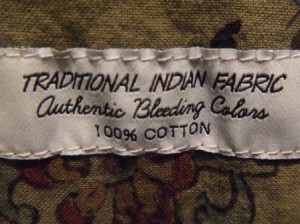 TRADITIONAL INDIAN FABRIC
Authentic Bleeding Colors
100% COTTON